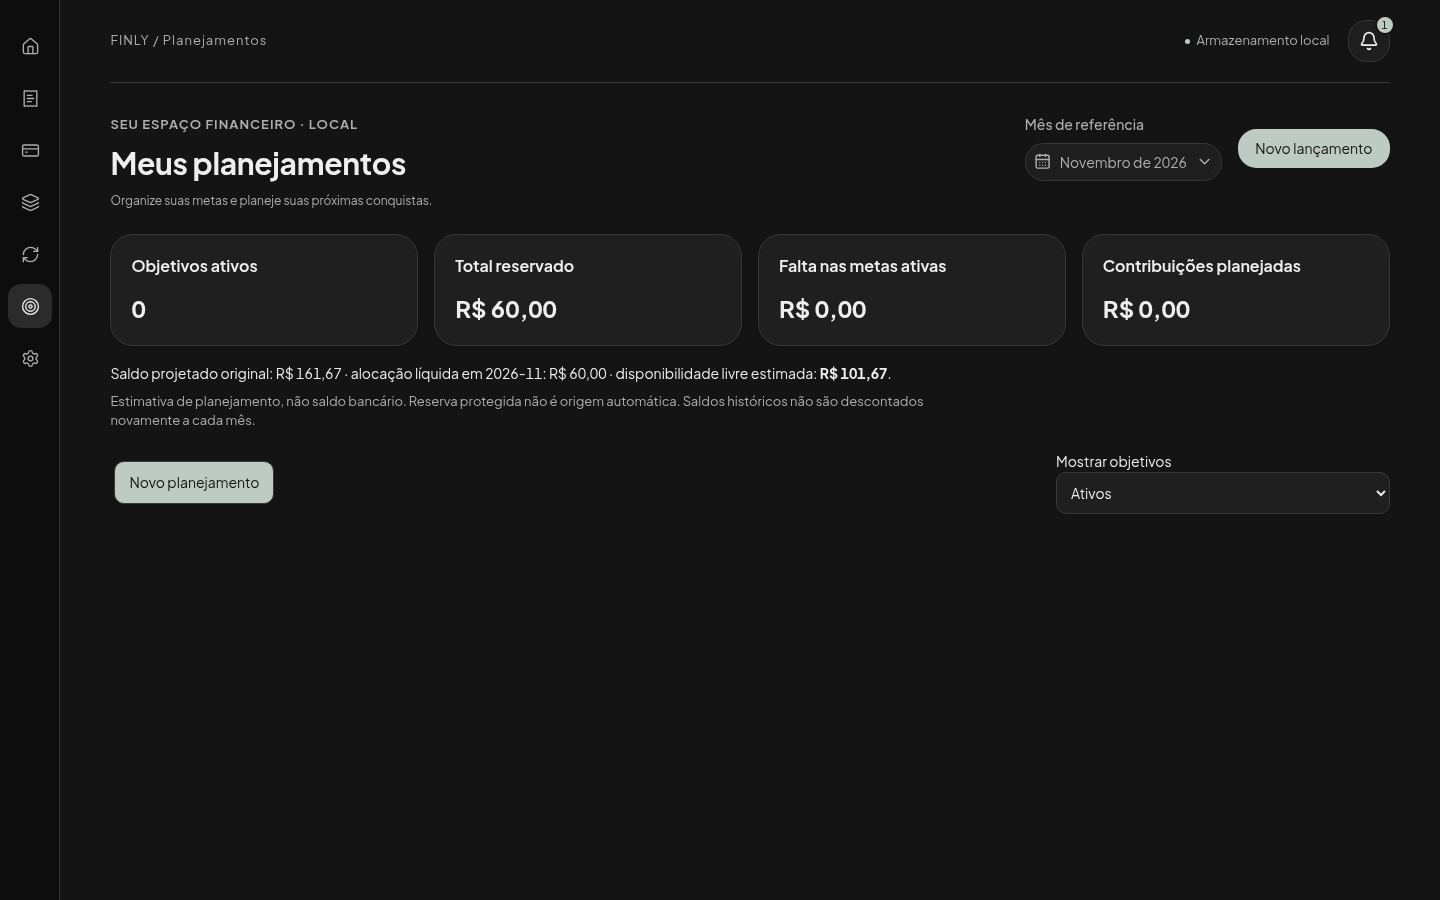 FINLY / Planejamentos
Armazenamento local
1
SEU ESPAÇO FINANCEIRO · LOCAL
Meus planejamentos
Organize suas metas e planeje suas próximas conquistas.
Mês de referência
Novembro de 2026
Novo lançamento
Objetivos ativos
0
Total reservado
R$ 60,00
Falta nas metas ativas
R$ 0,00
Contribuições planejadas
R$ 0,00
Saldo projetado original: R$ 161,67 · alocação líquida em 2026-11: R$ 60,00 · disponibilidade livre estimada: R$ 101,67.
Estimativa de planejamento, não saldo bancário. Reserva protegida não é origem automática. Saldos históricos não são descontados
novamente a cada mês.
Novo planejamento
Mostrar objetivos
Ativos